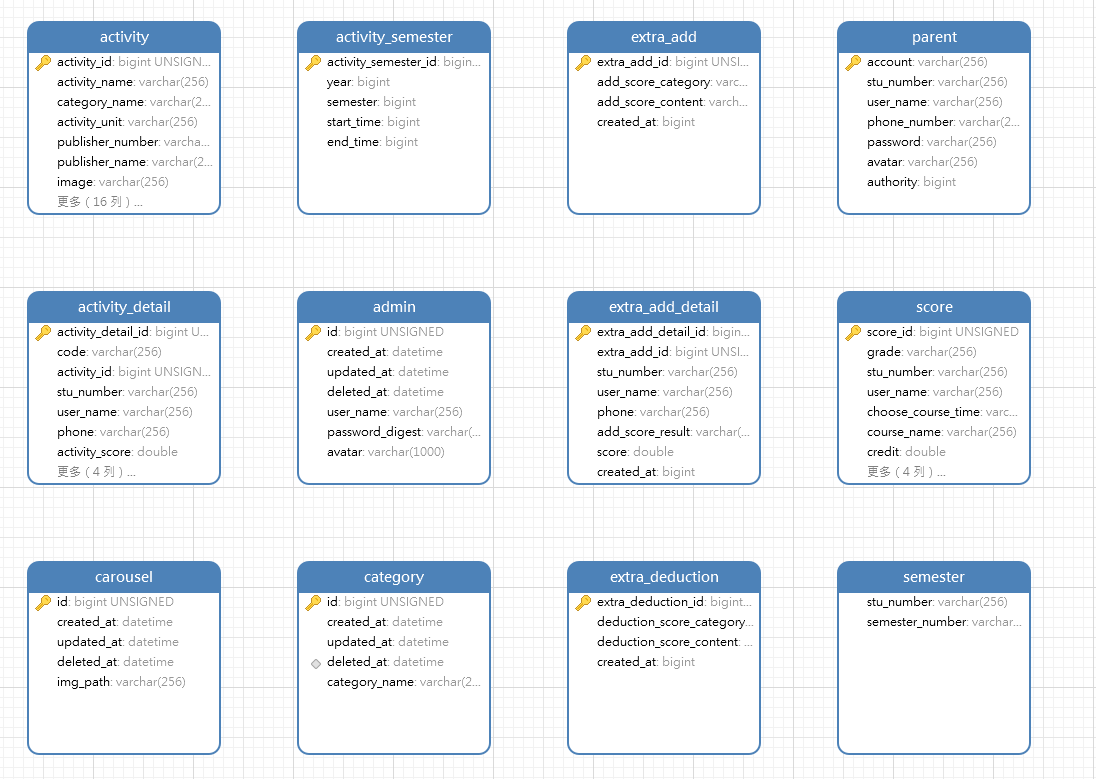 activity
activity_id: bigint UNSIGN...
activity_name: varchar(256)
category_name: varchar(2...
activity_unit: varchar(256)
publisher_number: varcha...
publisher_name: varchar(2...
image: varchar(256)
更多 ( 16 列 ) ...
activity_semester
activity_semester_id: bigin...
year: bigint
semester: bigint
start_time: bigint
end_time: bigint
extra_add
extra_add_id: bigint UNSI...
add_score_category: varc...
add_score_content: varch...
created_at: bigint
parent
account: varchar(256)
stu_number: varchar(256)
user_name: varchar(256)
phone_number: varchar(2...
password: varchar(256)
avatar: varchar(256)
authority: bigint
activity_detail
activity_detail_id: bigint U...
code: varchar(256)
activity_id: bigint UNSIGN...
stu_number: varchar(256)
user_name: varchar(256)
phone: varchar(256)
activity_score: double
更多 ( 4 列 ) ...
admin
id: bigint UNSIGNED
created_at: datetime
updated_at: datetime
deleted_at: datetime
user_name: varchar(256)
password_digest: varchar(...
avatar: varchar(1000)
extra_add_detail
extra_add_detail_id: bigin...
extra_add_id: bigint UNSI...
stu_number: varchar(256)
user_name: varchar(256)
phone: varchar(256)
add_score_result: varchar(...
score: double
created_at: bigint
score
score_id: bigint UNSIGNED
grade: varchar(256)
stu_number: varchar(256)
user_name: varchar(256)
choose_course_time: varc...
course_name: varchar(256)
credit: double
更多 ( 4 列 ) ...
carousel
id: bigint UNSIGNED
created_at: datetime
updated_at: datetime
deleted_at: datetime
img_path: varchar(256)
category
id: bigint UNSIGNED
created_at: datetime
updated_at: datetime
deleted_at: datetime
category_name: varchar(2...
extra_deduction
extra_deduction_id: bigint...
deduction_score_category...
deduction_score_content: ...
created_at: bigint
semester
stu_number: varchar(256)
semester_number: varchar...